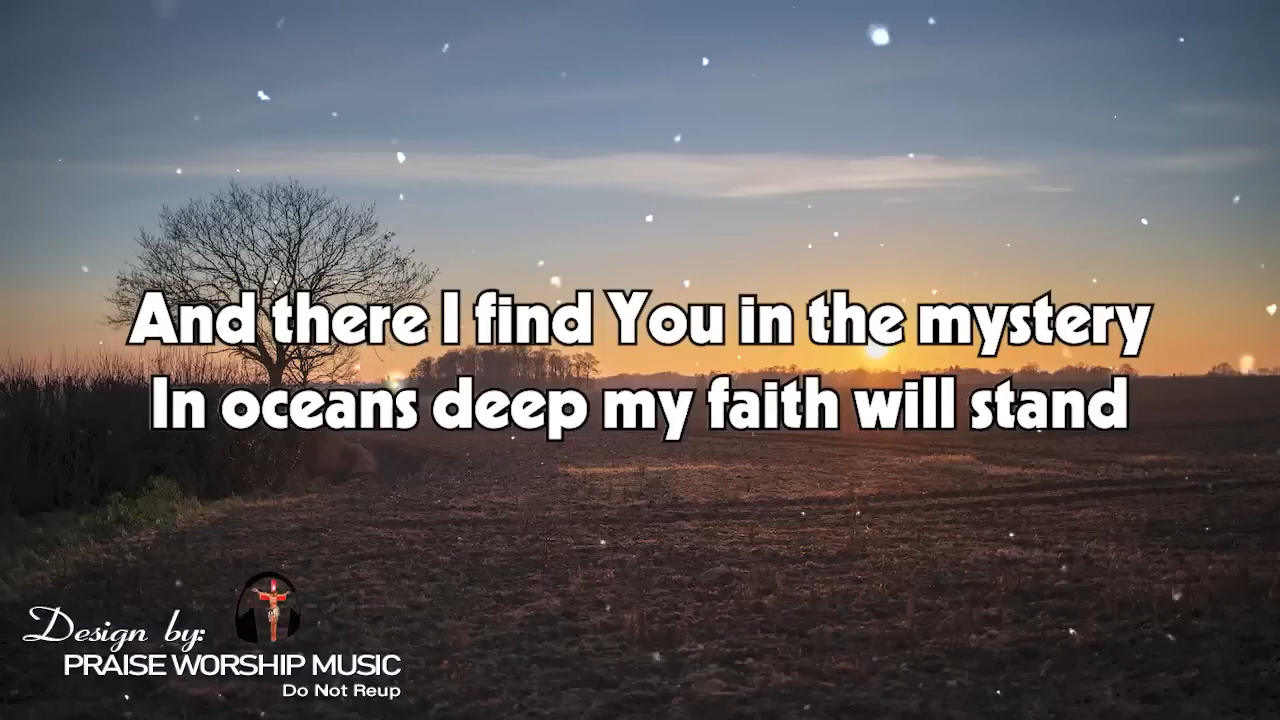 And there I find You in the mystery
In oceans deep my faith will stand
Design by:
PRAISE WORSHIP MUSIC
Do Not Reup